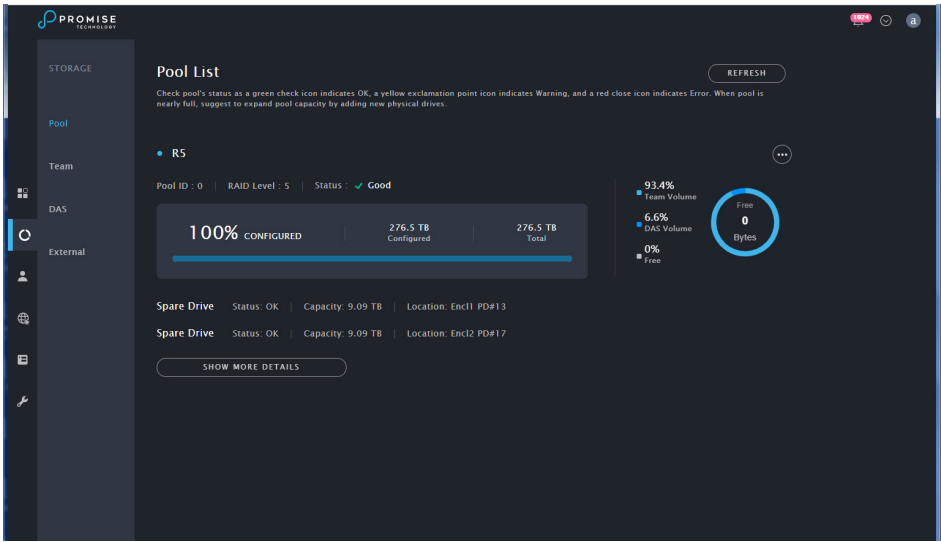 PROMISE
TECHNOLOGY
1024
a
STORAGE
Pool
Team
DAS
External
Pool List
REFRESH
Check pool's status as a green check icon indicates OK, a yellow exclamation point icon indicates Warning, and a red close icon indicates Error. When pool is
nearly full, suggest to expand pool capacity by adding new physical drives.
R5
Pool ID : 0 | RAID Level : 5 | Status : Good
100% CONFIGURED
276.5 TB
Configured
276.5 TB
Total
93.4%
Team Volume
6.6%
DAS Volume
0%
Free
Free
0
Bytes
Spare Drive Status: OK | Capacity: 9.09 TB | Location: Encl1 PD#13
Spare Drive Status: OK | Capacity: 9.09 TB | Location: Encl2 PD#17
SHOW MORE DETAILS